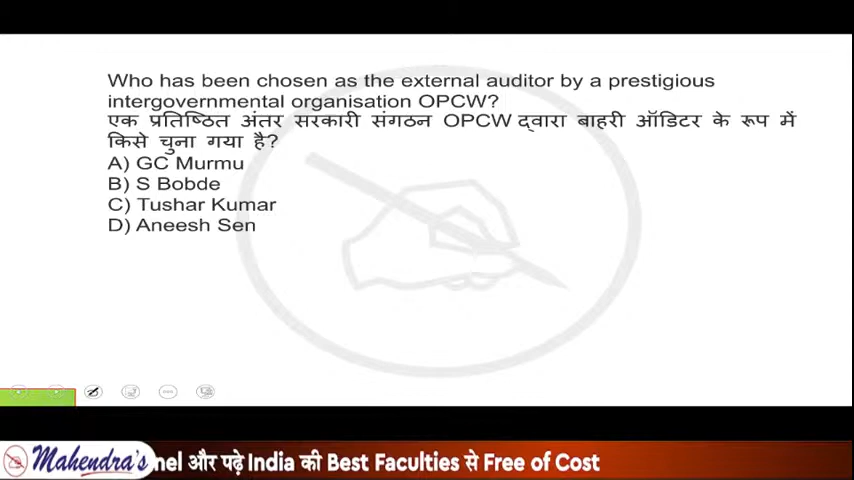 Who has been chosen as the external auditor by a prestigious
intergovernmental organisation OPCW?
एक प्रतिष्ठित अंतर सरकारी संगठन OPCW द्वारा बाहरी ऑडिटर के रूप में
किसे चुना गया है?
A) GC Murmu
B) S Bobde
C) Tushar Kumar
D) Aneesh Sen
Mahendra's nel और पढ़े India की Best Faculties से Free of Cost